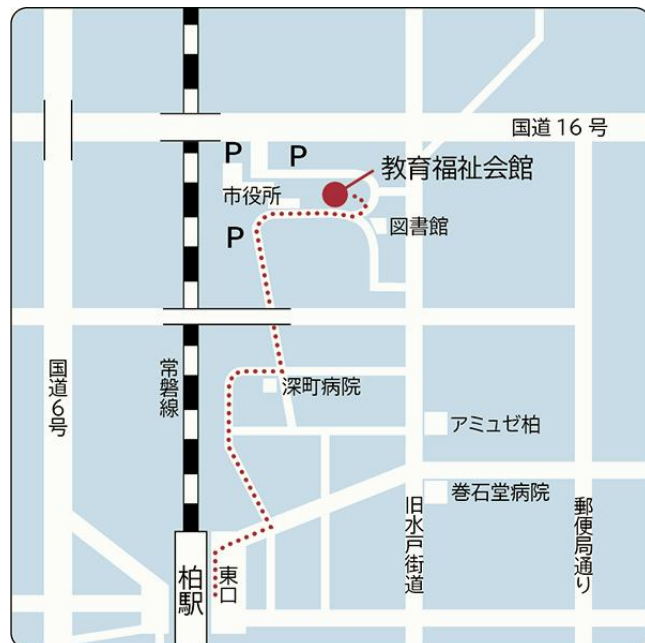 国道16号
P
P
教育福祉会館
市役所
図書館
P
国道6号
常磐線
深町病院
アミュゼ柏
巻石堂病院
旧水戸街道
郵便局通り
柏駅
東口